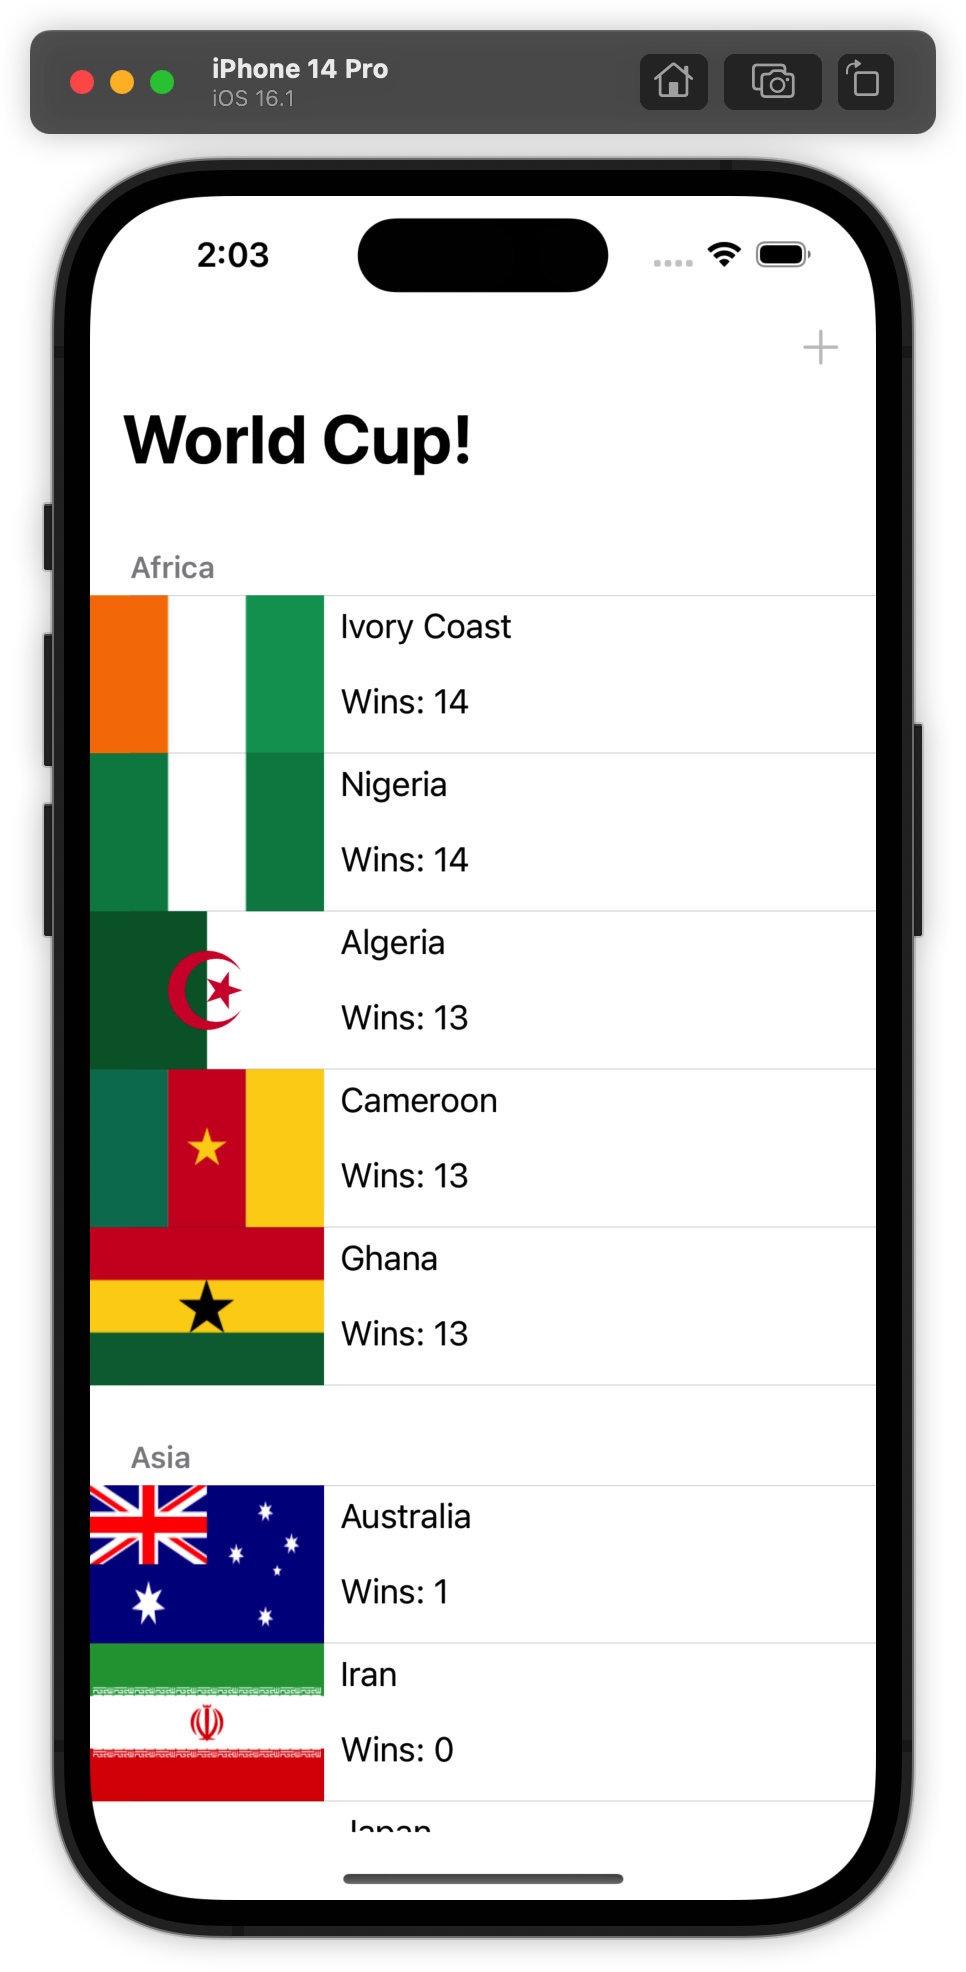 iPhone 14 Pro
iOS 16.1
2:03
World Cup!
Africa
Ivory Coast
Wins: 14
Nigeria
Wins: 14
Algeria
Wins: 13
Cameroon
Wins: 13
Ghana
Wins: 13
Asia
Australia
Wins: 1
Iran
Wins: 0
Japan